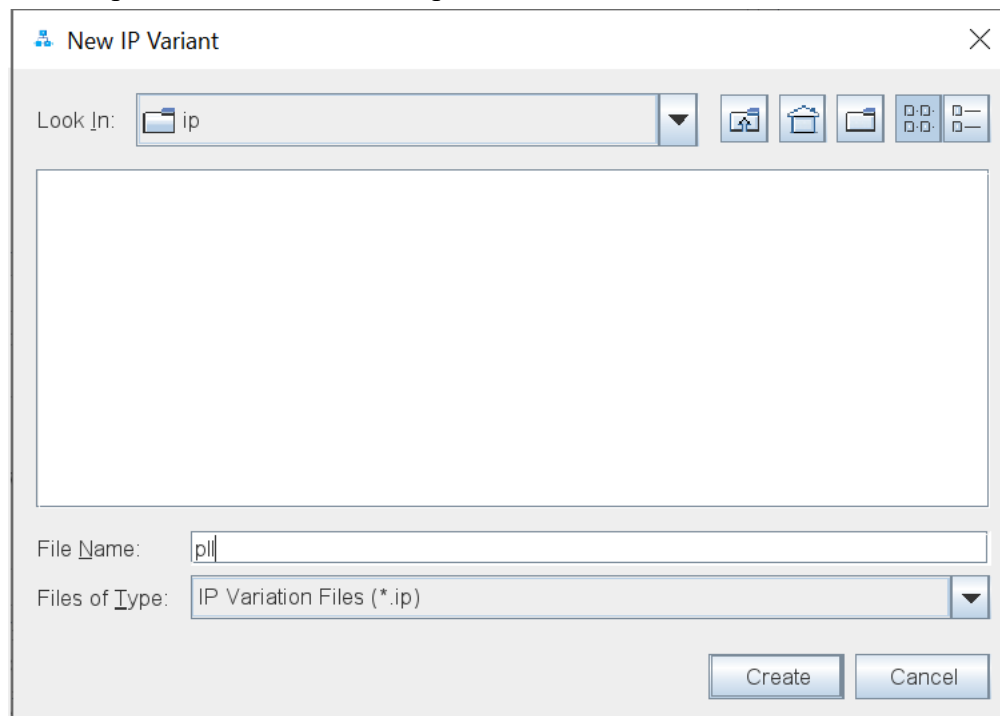 New IP Variant
Look In: ip
File Name: pll
Files of Type: IP Variation Files (*.ip)
Create Cancel